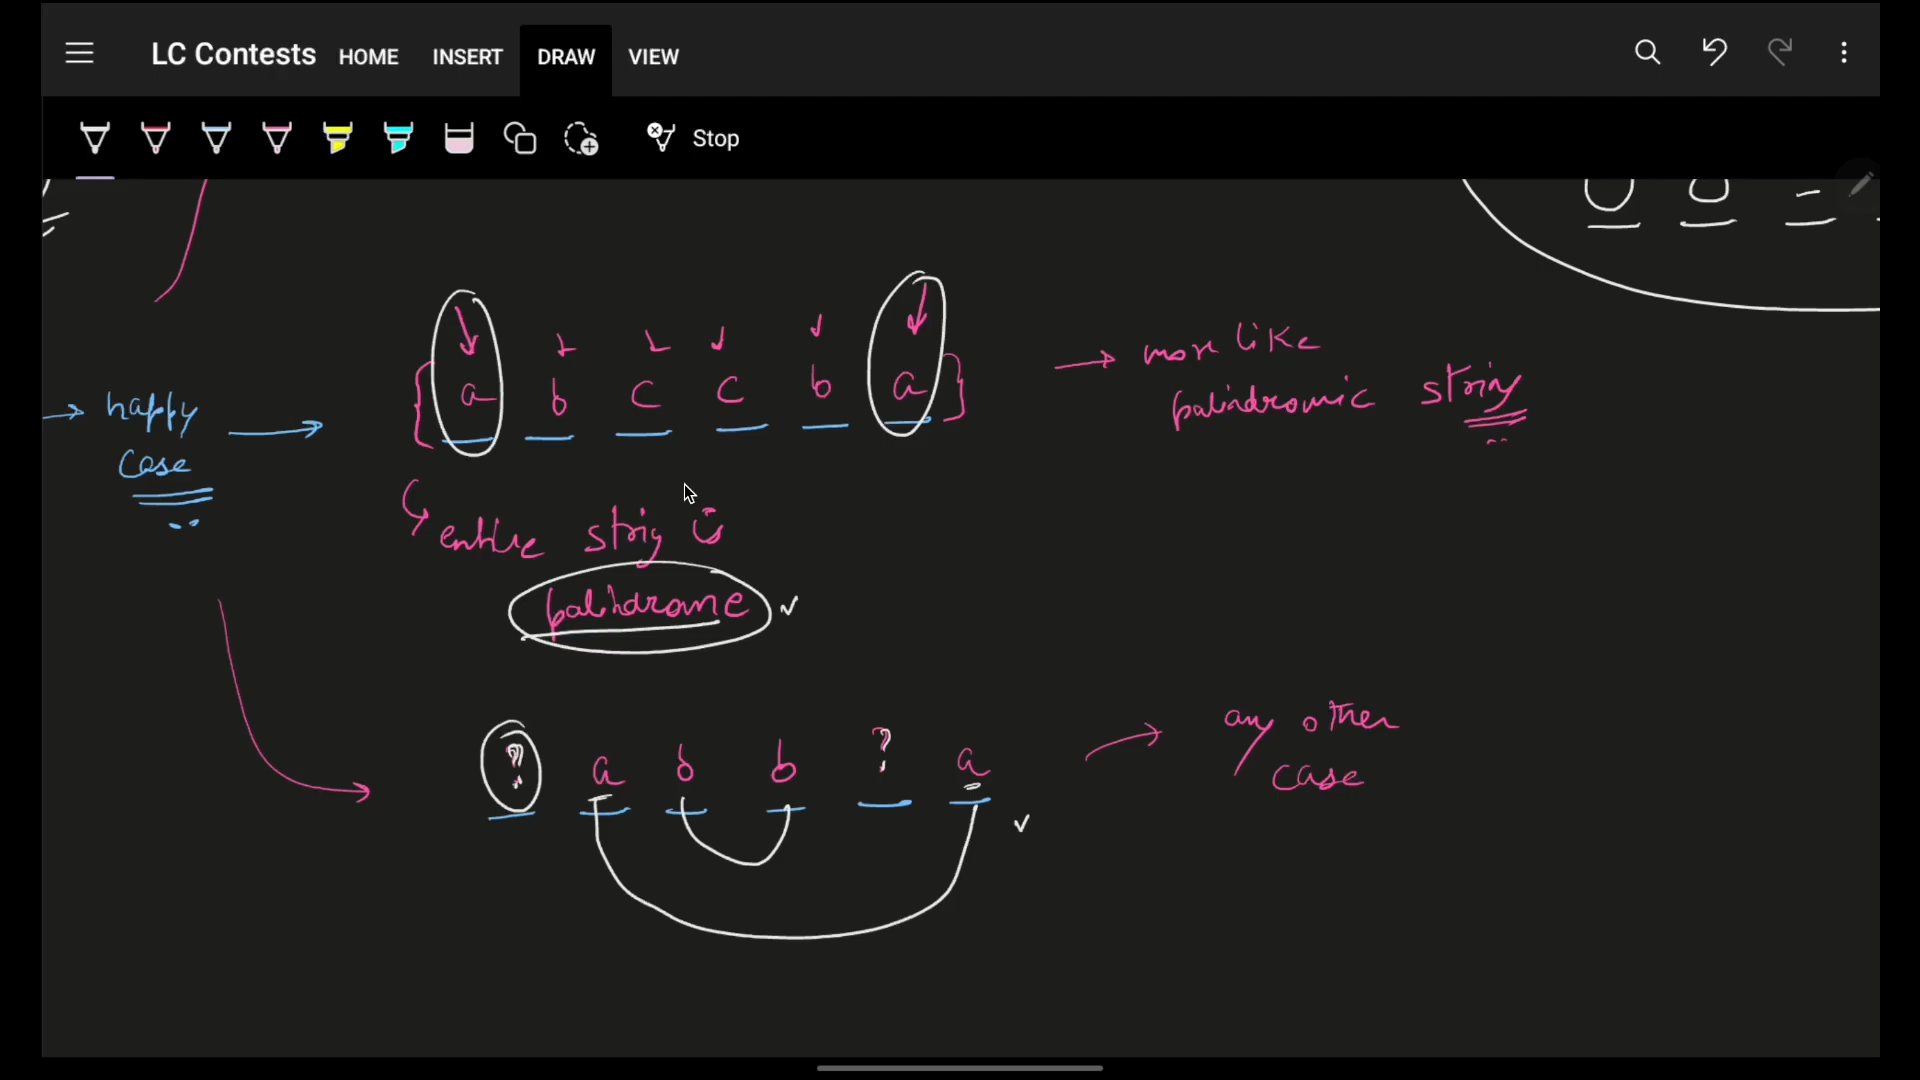 LC Contests HOME INSERT DRAW VIEW
Stop
happy
case
a b c c b a
more like
palindromic string
entire string is
palindrome
? a b b ? a
any other
case